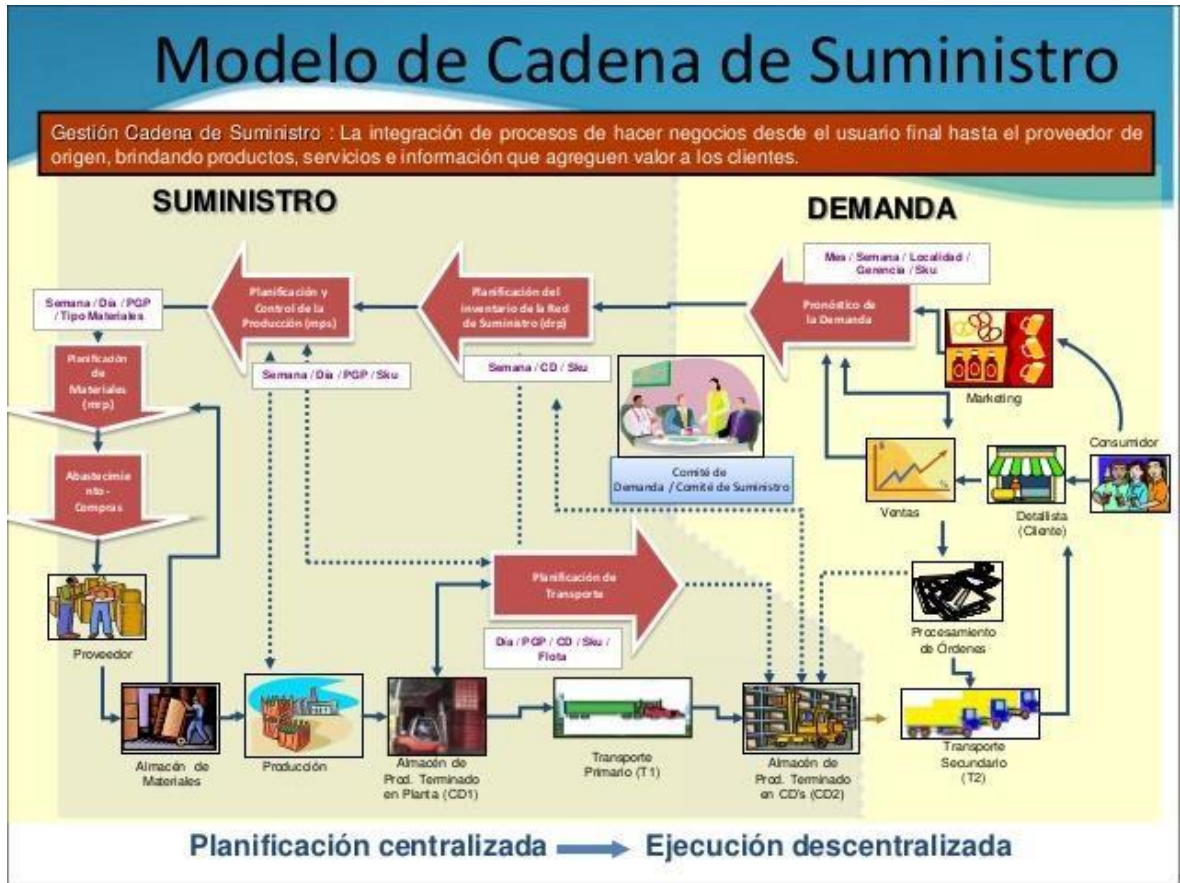 Modelo de Cadena de Suministro
Gestión Cadena de Suministro : La integración de procesos de hacer negocios desde el usuario final hasta el proveedor de
origen, brindando productos, servicios e información que agreguen valor a los clientes.
SUMINISTRO
DEMANDA
Mes / Semana / Localidad /
Gerencia / Sku
Semana / Día / PGP
/ Tipo Materiales
Planificación y
Control de la
Producción (mps)
Planificación del
inventario de la Red
de Suministro (drp)
Pronóstico de
la Demanda
Planificación
de
Materiales
(mrp)
Semana / Día / PGP / Sku
Semana / CD / Sku
Marketing
Consumidor
Abastecimie
nto -
Compras
Comité de
Demanda / Comité de Suministro
Ventas
Detallista
(Cliente)
Planificación de
Transporte
Procesamiento
de Órdenes
Día / PGP / CD / Sku /
Flota
Proveedor
Almacén de
Materiales
Producción
Almacén de
Prod. Terminado
en Planta (CD1)
Transporte
Primario (T1)
Almacén de
Prod. Terminado
en CD's (CD2)
Transporte
Secundario
(T2)
Planificación centralizada
Ejecución descentralizada